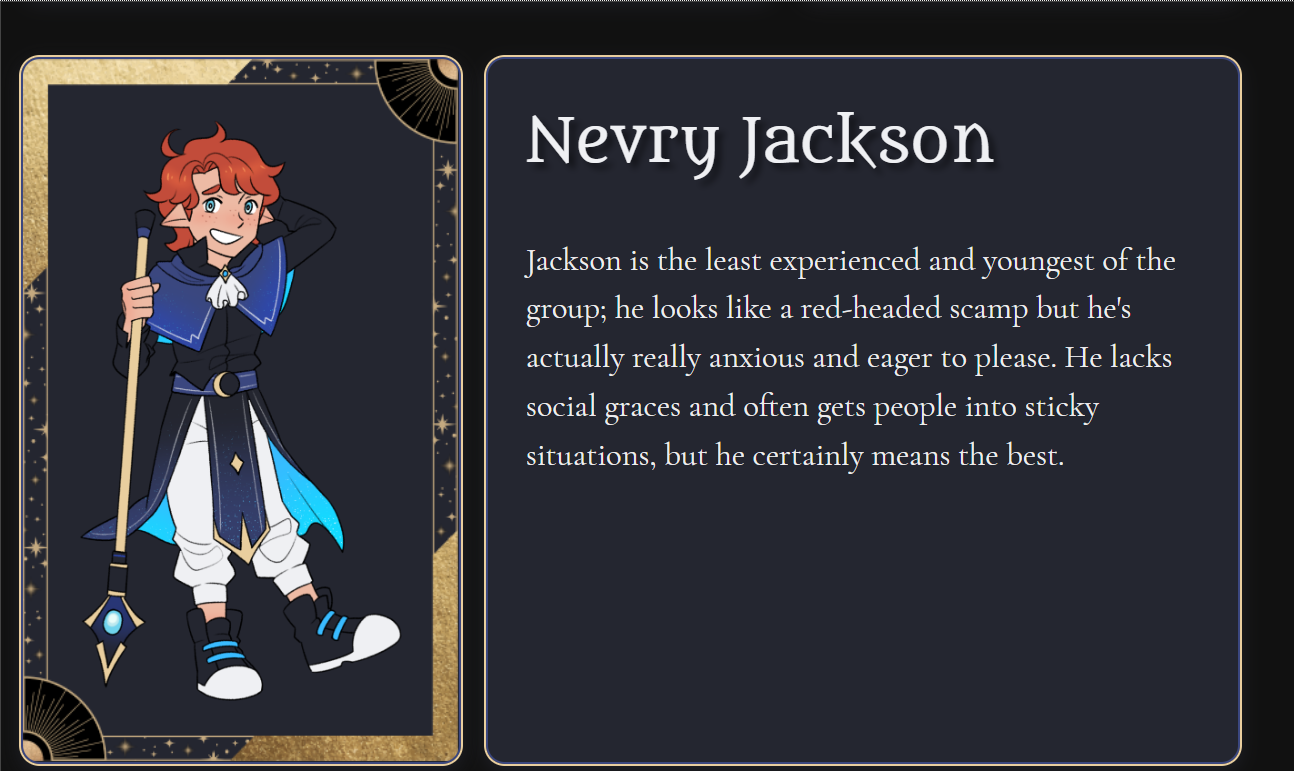 Nevry Jackson
Jackson is the least experienced and youngest of the
group; he looks like a red-headed scamp but he's
actually really anxious and eager to please. He lacks
social graces and often gets people into sticky
situations, but he certainly means the best.